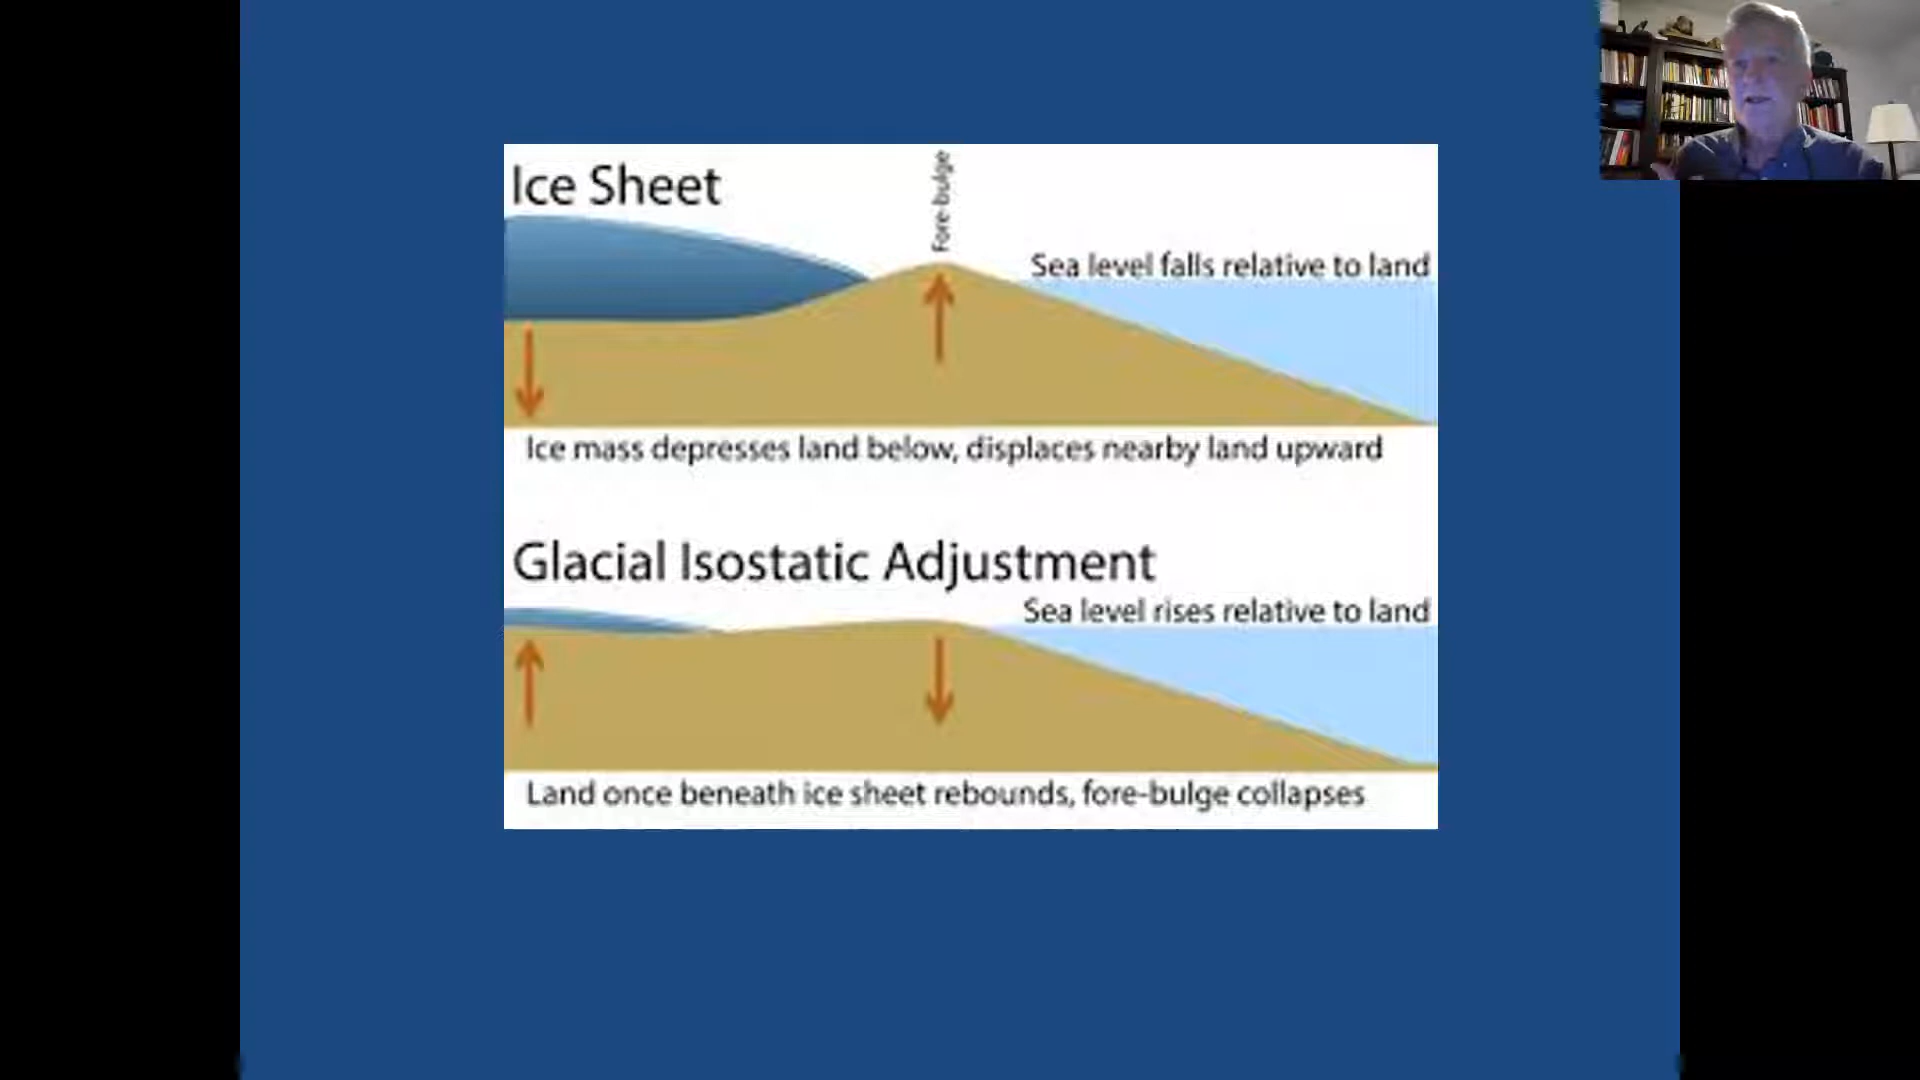 Ice Sheet
Fore-bulge
Sea level falls relative to land
Ice mass depresses land below, displaces nearby land upward
Glacial Isostatic Adjustment
Sea level rises relative to land
Land once beneath ice sheet rebounds, fore-bulge collapses